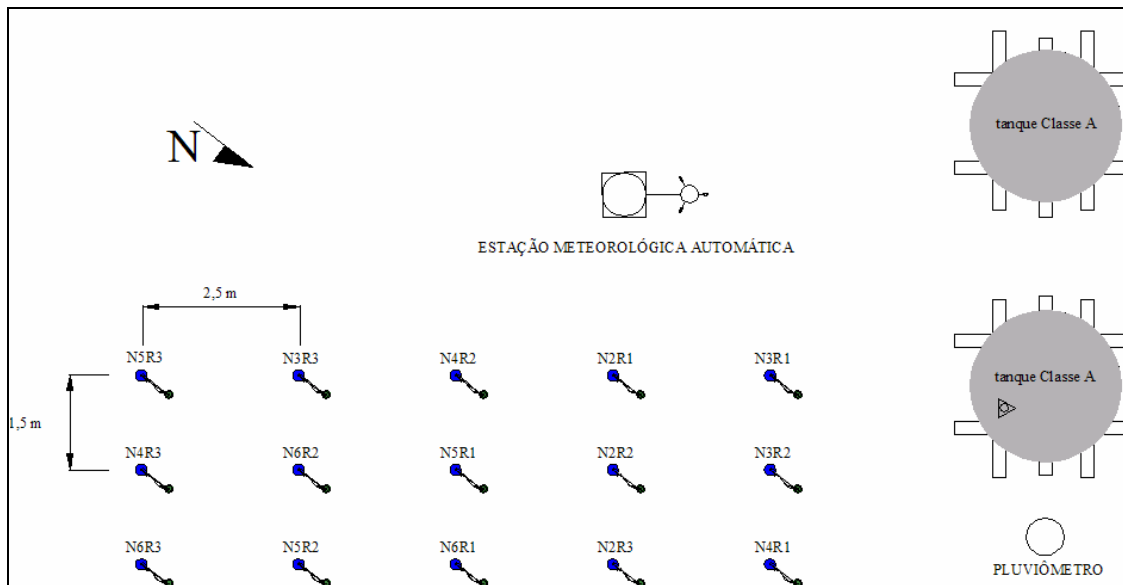 tanque Classe A
N
ESTAÇÃO METEOROLÓGICA AUTOMÁTICA
2,5 m
N5R3 N3R3 N4R2 N2R1 N3R1
tanque Classe A
1,5 m
N4R3 N6R2 N5R1 N2R2 N3R2
N6R3 N5R2 N6R1 N2R3 N4R1
PLUVIÔMETRO